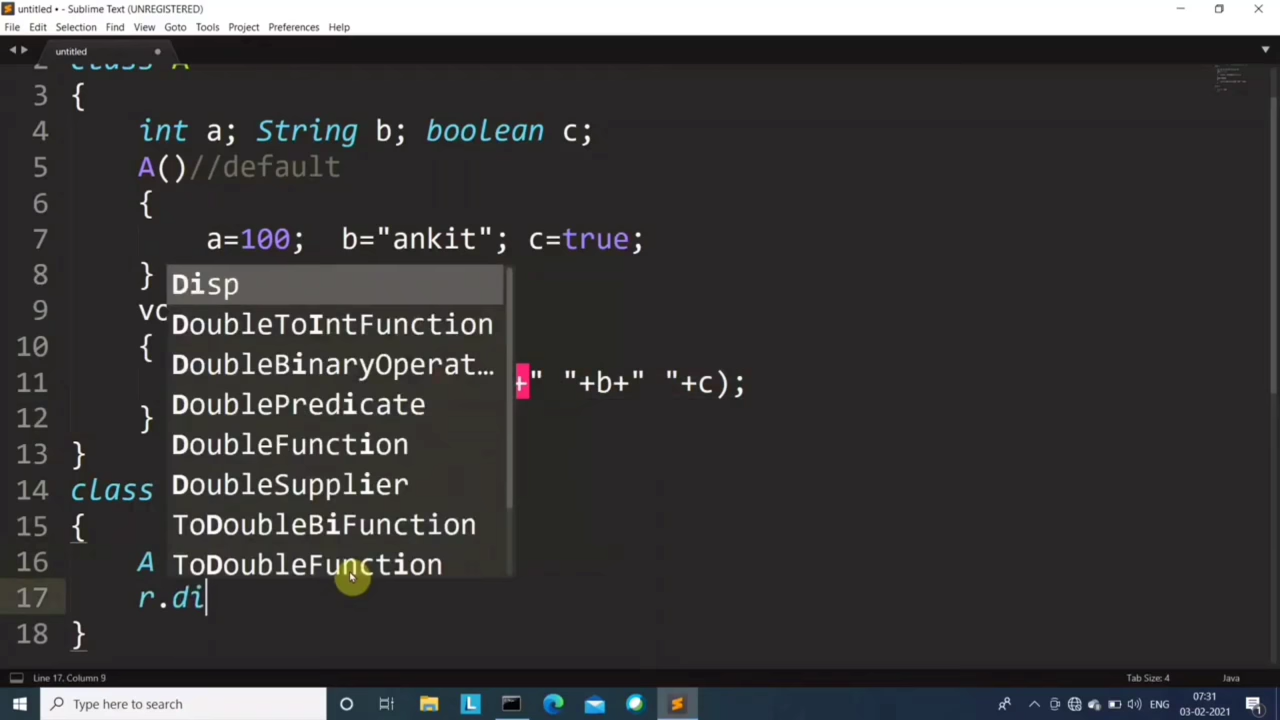 untitled • - Sublime Text (UNREGISTERED)
File Edit Selection Find View Goto Tools Project Preferences Help
untitled
2 class A
3 {
4 int a; String b; boolean c;
5 A()//default
6 {
7 a=100; b="ankit"; c=true;
8 }
Disp
9 vo
DoubleToIntFunction
10 {
DoubleBinaryOperat...
11 +" "+b+" "+c);
DoublePredicate
12 }
DoubleFunction
13 }
DoubleSupplier
14 class
ToDoubleBiFunction
15 {
16 A
ToDoubleFunction
17 r.di
18 }
Line 17, Column 9 Tab Size: 4 Java
Type here to search
ENG
07:31
03-02-2021
1